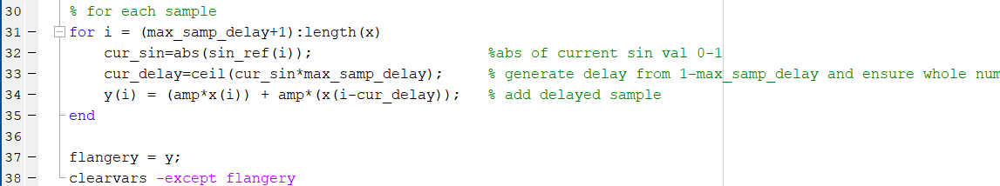 30 % for each sample
31 – for i = (max_samp_delay+1):length(x)
32 – cur_sin=abs(sin_ref(i)); %abs of current sin val 0-1
33 – cur_delay=ceil(cur_sin*max_samp_delay); % generate delay from 1-max_samp_delay and ensure whole num
34 – y(i) = (amp*x(i)) + amp*(x(i-cur_delay)); % add delayed sample
35 – end
36
37 – flangery = y;
38 – clearvars -except flangery